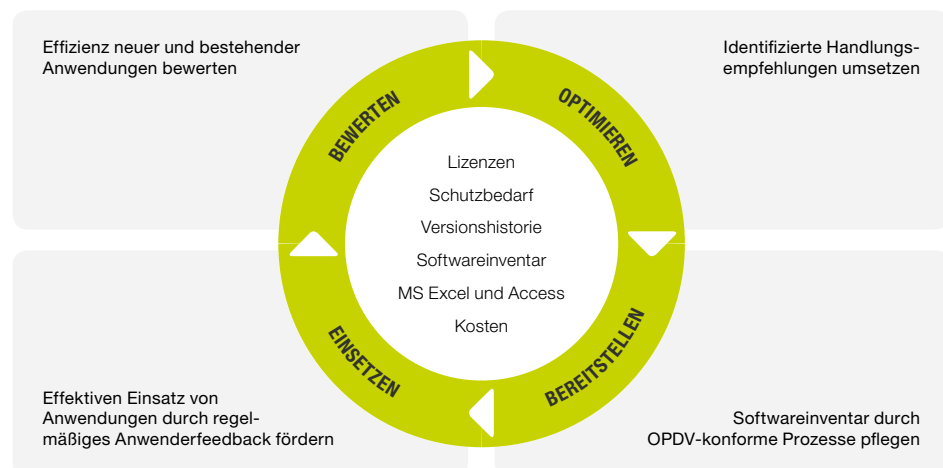 Effizienz neuer und bestehender
Anwendungen bewerten
Identifizierte Handlungs-
empfehlungen umsetzen
BEWERTEN
OPTIMIEREN
Lizenzen
Schutzbedarf
Versionshistorie
Softwareinventar
MS Excel und Access
Kosten
EINSETZEN
BEREITSTELLEN
Effektiven Einsatz von
Anwendungen durch regel-
mäßiges Anwenderfeedback fördern
Softwareinventar durch
OPDV-konforme Prozesse pflegen